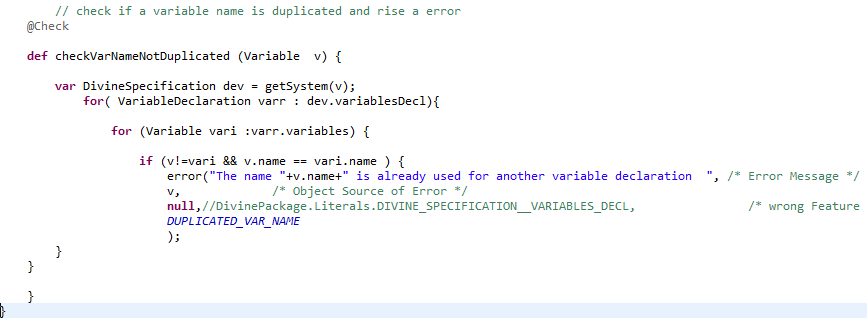 // check if a variable name is duplicated and rise a error
@Check
def checkVarNameNotDuplicated (Variable  v) {
var DivineSpecification dev = getSystem(v);
for( VariableDeclaration varr : dev.variablesDecl){
for (Variable vari :varr.variables) {
if (v!=vari && v.name == vari.name ) {
error("The name "+v.name+" is already used for another variable declaration  ", /* Error Message */
v,             /* Object Source of Error */
null,//DivinePackage.Literals.DIVINE_SPECIFICATION__VARIABLES_DECL,                /* wrong Feature
DUPLICATED_VAR_NAME
);
}
}
}
}